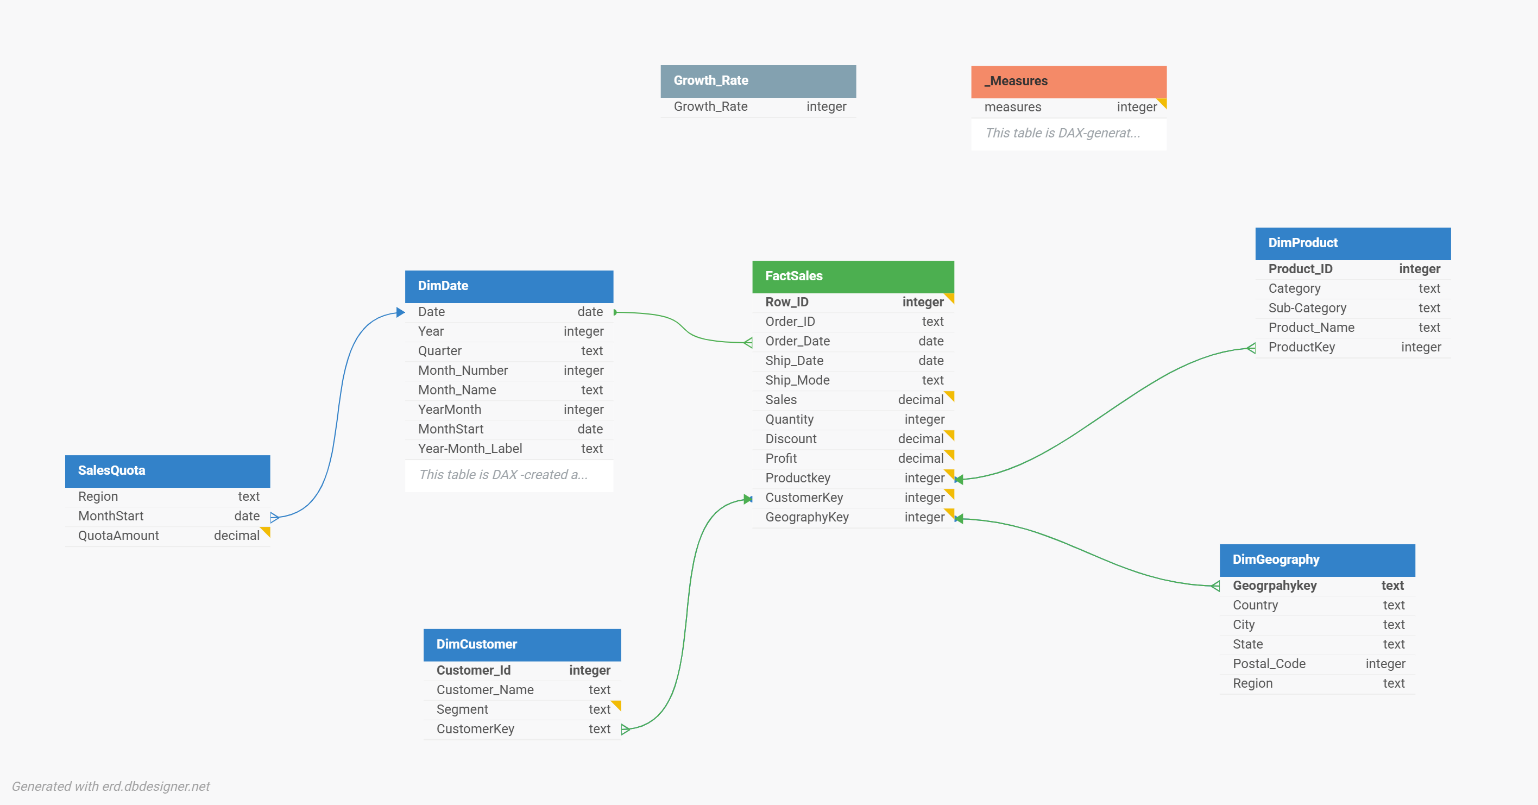 Growth_Rate
Growth_Rate integer
_Measures
measures integer
This table is DAX-generat...
DimProduct
Product_ID integer
Category text
Sub-Category text
Product_Name text
ProductKey integer
FactSales
Row_ID integer
Order_ID text
Order_Date date
Ship_Date date
Ship_Mode text
Sales decimal
Quantity integer
Discount decimal
Profit decimal
Productkey integer
CustomerKey integer
GeographyKey integer
DimDate
Date date
Year integer
Quarter text
Month_Number integer
Month_Name text
YearMonth integer
MonthStart date
Year-Month_Label text
This table is DAX -created a...
SalesQuota
Region text
MonthStart date
QuotaAmount decimal
DimGeography
Geogrpahykey text
Country text
City text
State text
Postal_Code integer
Region text
DimCustomer
Customer_Id integer
Customer_Name text
Segment text
CustomerKey text
Generated with erd.dbdesigner.net